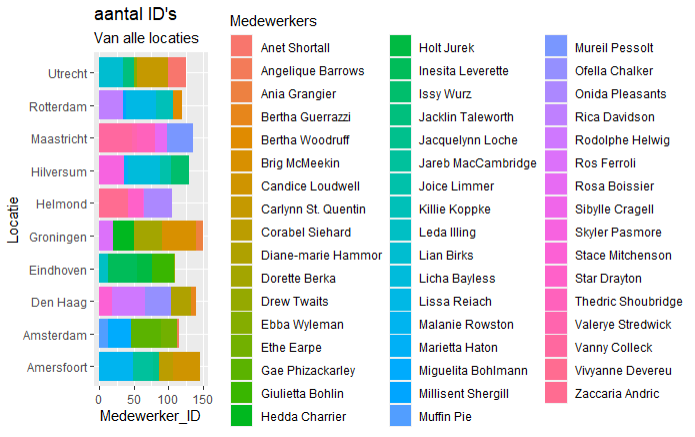 aantal ID's
Van alle locaties
Locatie
Utrecht
Rotterdam
Maastricht
Hilversum
Helmond
Groningen
Eindhoven
Den Haag
Amsterdam
Amersfoort
0 50 100 150
Medewerker_ID
Medewerkers
Anet Shortall
Angelique Barrows
Ania Grangier
Bertha Guerrazzi
Bertha Woodruff
Brig McMeekin
Candice Loudwell
Carlynn St. Quentin
Corabel Siehard
Diane-marie Hammor
Dorette Berka
Drew Twaits
Ebba Wyleman
Ethe Earpe
Gae Phizackarley
Giulietta Bohlin
Hedda Charrier
Holt Jurek
Inesita Leverette
Issy Wurz
Jacklin Taleworth
Jacquelynn Loche
Jareb MacCambridge
Joice Limmer
Killie Koppke
Leda Illing
Lian Birks
Licha Bayless
Lissa Reiach
Malanie Rowston
Marietta Haton
Miguelita Bohlmann
Millisent Shergill
Muffin Pie
Mureil Pessolt
Ofella Chalker
Onida Pleasants
Rica Davidson
Rodolphe Helwig
Ros Ferroli
Rosa Boissier
Sibylle Cragell
Skyler Pasmore
Stace Mitchenson
Star Drayton
Thedric Shoubridge
Valerye Stredwick
Vanny Colleck
Vivyanne Devereu
Zaccaria Andric